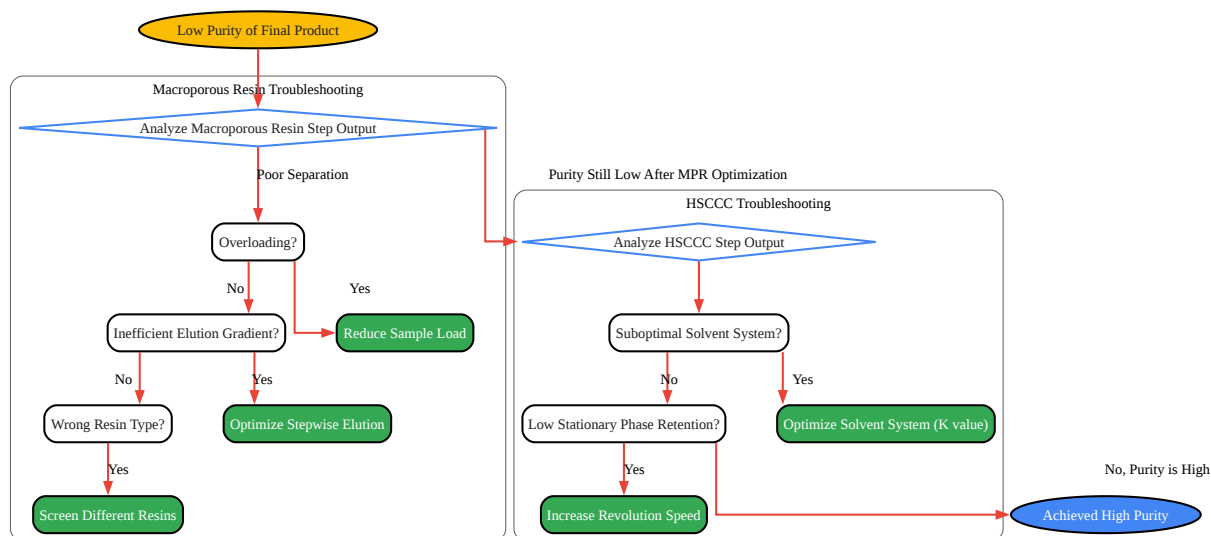 Low Purity of Final Product
Macroporous Resin Troubleshooting
Analyze Macroporous Resin Step Output
Poor Separation
Purity Still Low After MPR Optimization
HSCCC Troubleshooting
Overloading?
Analyze HSCCC Step Output
No
Yes
Inefficient Elution Gradient?
Reduce Sample Load
Suboptimal Solvent System?
No
Yes
No
Yes
Wrong Resin Type?
Optimize Stepwise Elution
Low Stationary Phase Retention?
Optimize Solvent System (K value)
Yes
Yes
No, Purity is High
Screen Different Resins
Increase Revolution Speed
Achieved High Purity